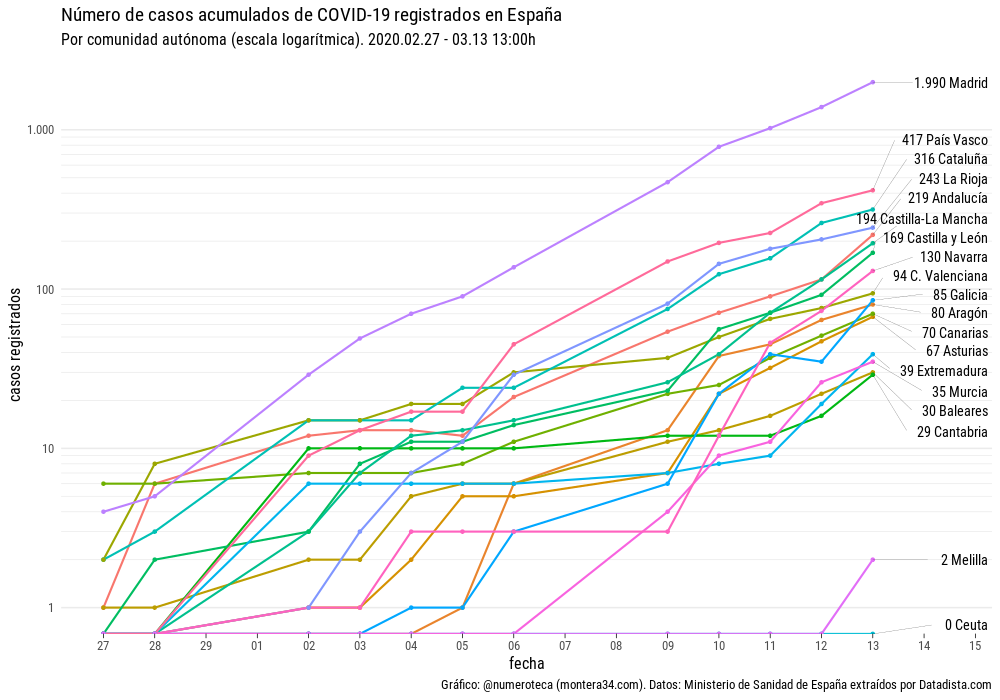 Número de casos acumulados de COVID-19 registrados en España
Por comunidad autónoma (escala logarítmica). 2020.02.27 - 03.13 13:00h
casos registrados
1.000
100
10
1
1.990 Madrid
417 País Vasco
316 Cataluña
243 La Rioja
219 Andalucía
194 Castilla-La Mancha
169 Castilla y León
130 Navarra
94 C. Valenciana
85 Galicia
80 Aragón
70 Canarias
67 Asturias
39 Extremadura
35 Murcia
30 Baleares
29 Cantabria
2 Melilla
0 Ceuta
27 28 29 01 02 03 04 05 06 07 08 09 10 11 12 13 14 15
fecha
Gráfico: @numeroteca (montera34.com). Datos: Ministerio de Sanidad de España extraídos por Datadista.com